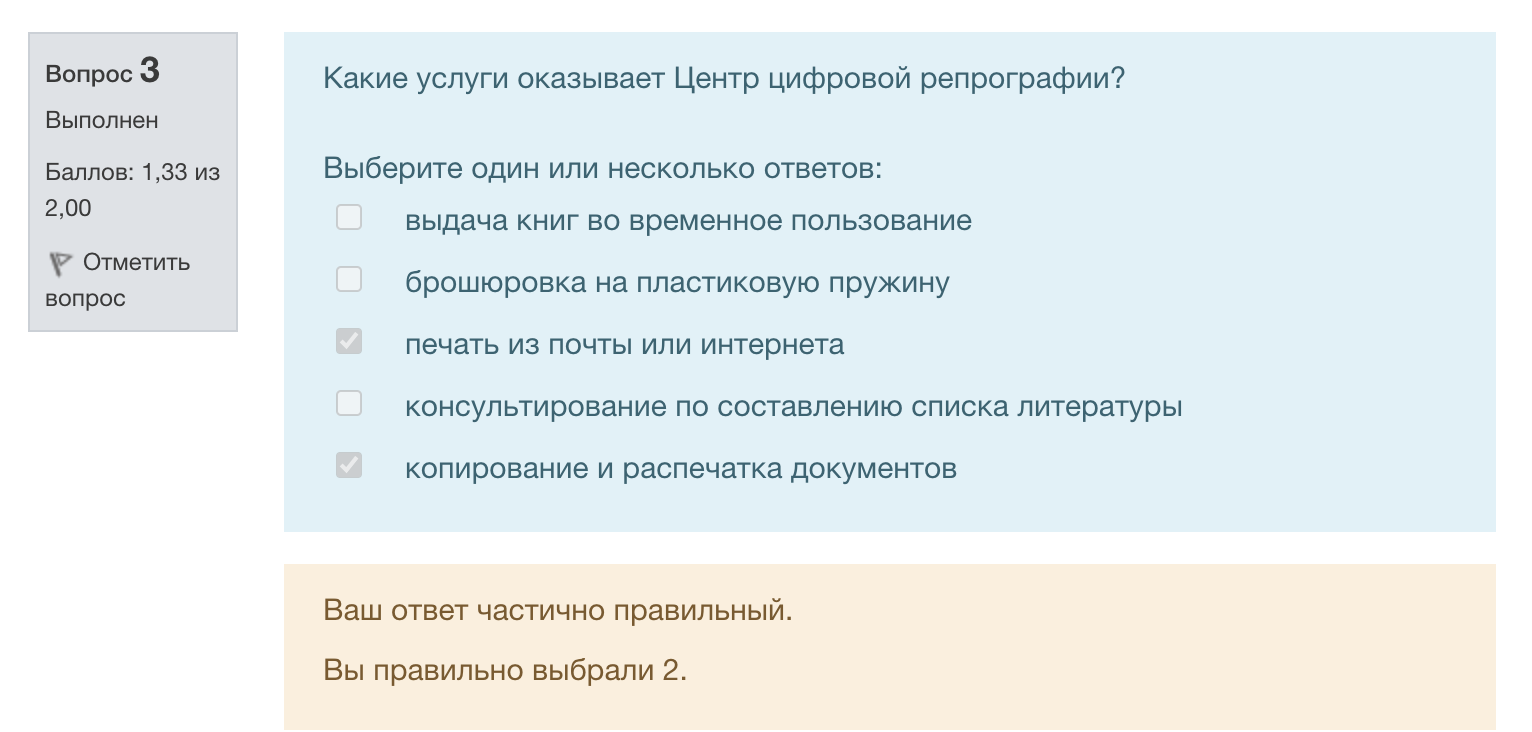 Вопрос 3
Выполнен
Баллов: 1,33 из
2,00
Отметить
вопрос
Какие услуги оказывает Центр цифровой репрографии?
Выберите один или несколько ответов:
выдача книг во временное пользование
брошюровка на пластиковую пружину
печать из почты или интернета
консультирование по составлению списка литературы
копирование и распечатка документов
Ваш ответ частично правильный.
Вы правильно выбрали 2.